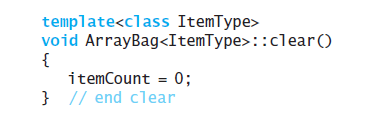 template<class ItemType>
void ArrayBag<ItemType>::clear()
{
   itemCount = 0;
}  // end clear